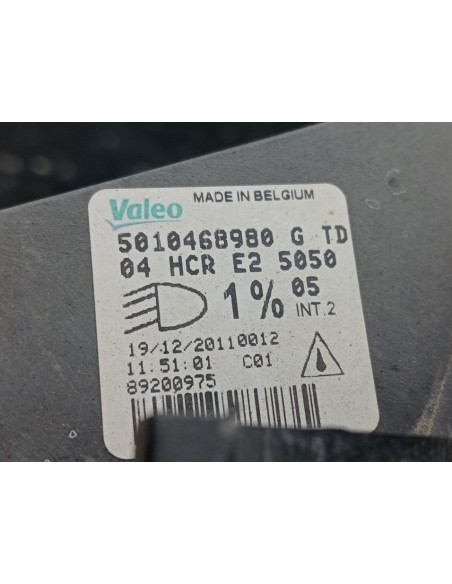 Valeo MADE IN BELGIUM
5010468980 G TD
04 HCR E2 5050
1% 05
INT.2
19/12/20110012
11:51:01 C01
89200975